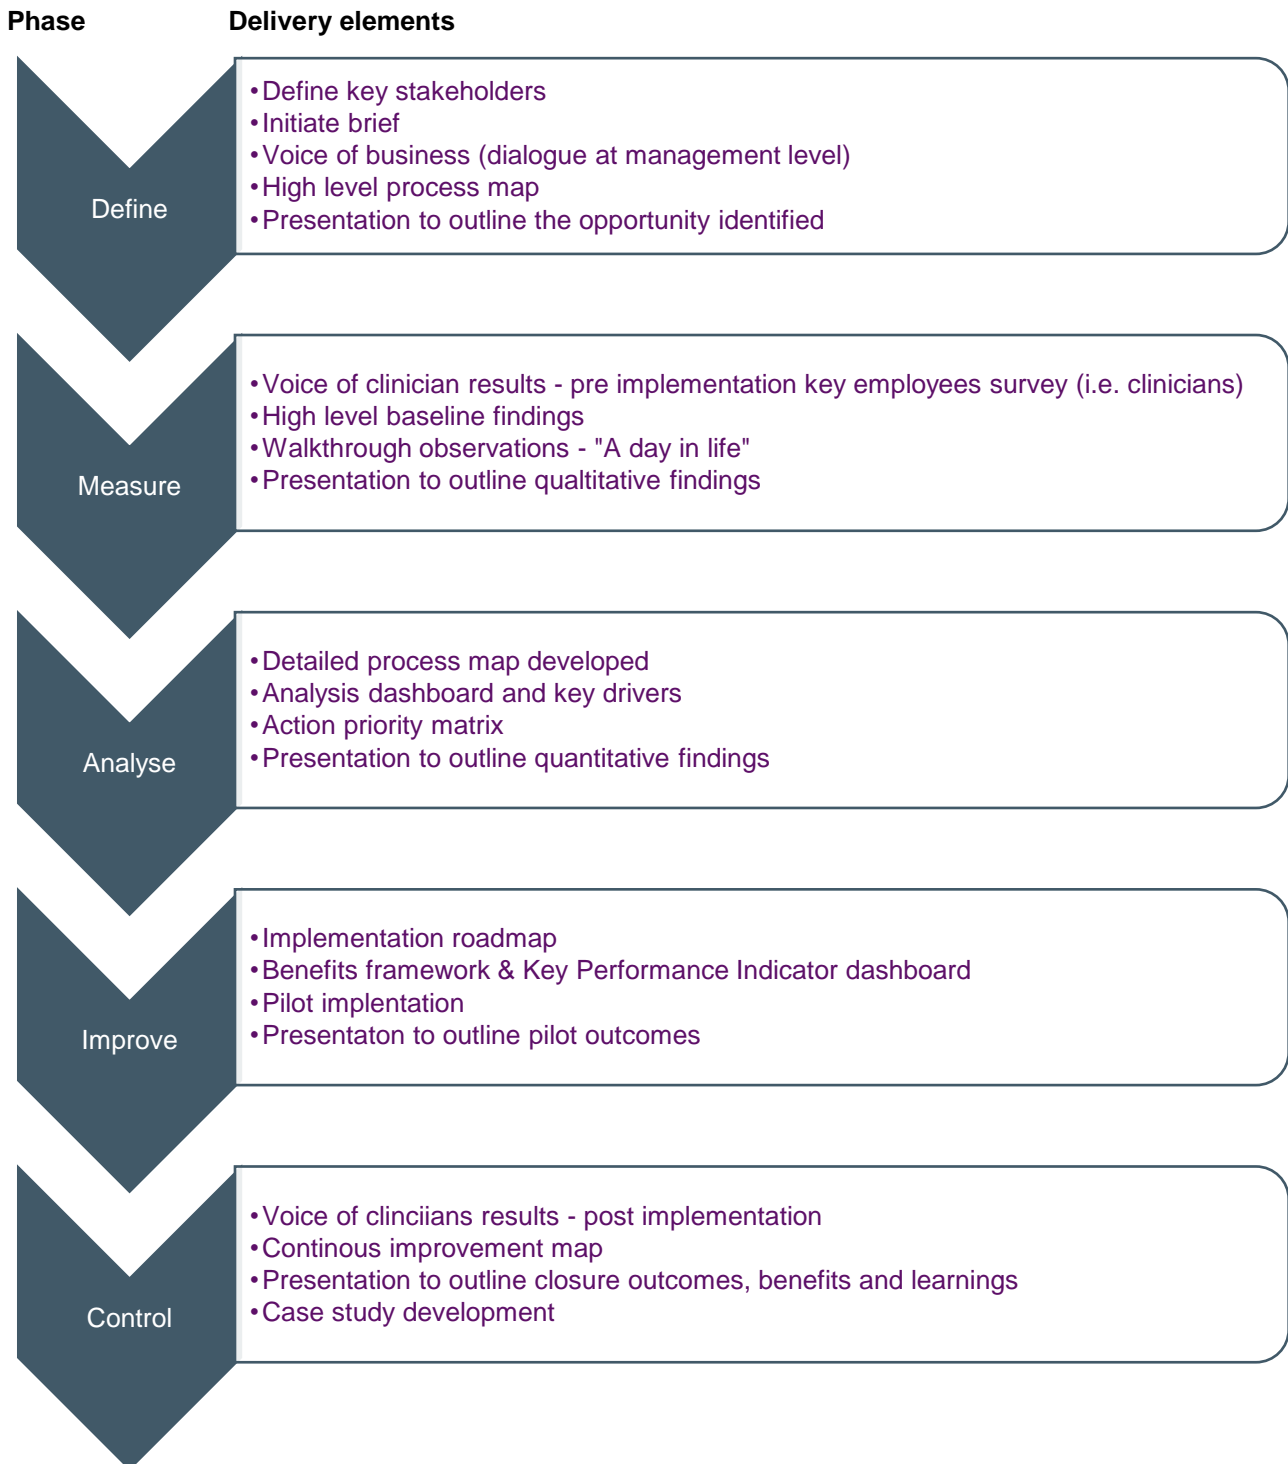 Phase Delivery elements
Define
•Define key stakeholders
•Initiate brief
•Voice of business (dialogue at management level)
•High level process map
•Presentation to outline the opportunity identified
Measure
•Voice of clinician results - pre implementation key employees survey (i.e. clinicians)
•High level baseline findings
•Walkthrough observations - "A day in life"
•Presentation to outline qualtitative findings
Analyse
•Detailed process map developed
•Analysis dashboard and key drivers
•Action priority matrix
•Presentation to outline quantitative findings
Improve
•Implementation roadmap
•Benefits framework & Key Performance Indicator dashboard
•Pilot implentation
•Presentaton to outline pilot outcomes
Control
•Voice of clinciians results - post implementation
•Continous improvement map
•Presentation to outline closure outcomes, benefits and learnings
•Case study development